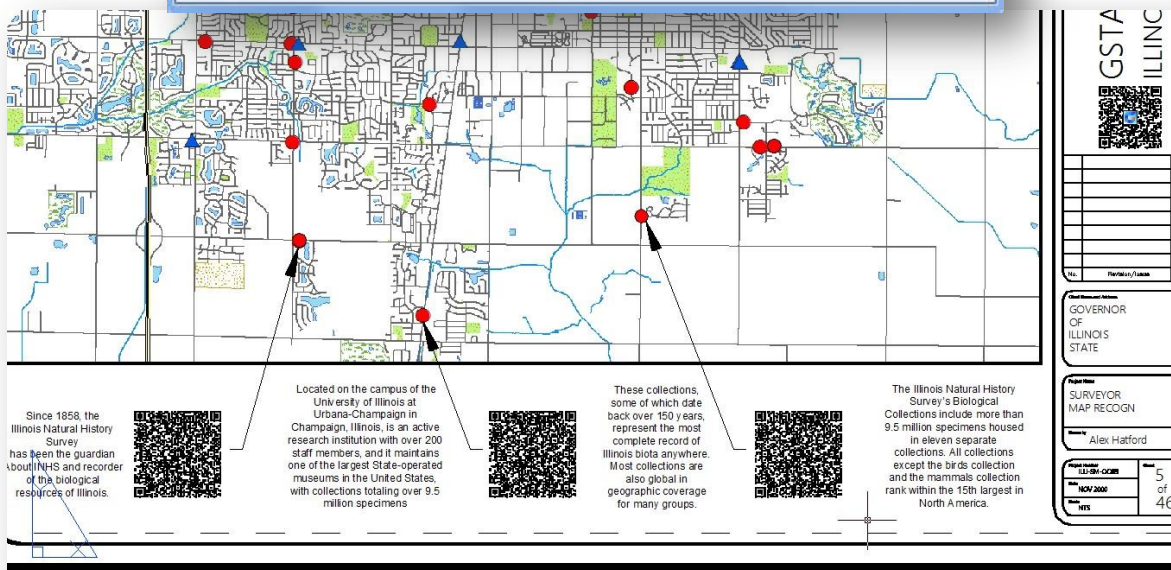 GSTA
ILLINC
No.
Revision/Issue
GOVERNOR
OF
ILLINOIS
STATE
Project Name
SURVEYOR
MAP RECOGN
Alex Hatford
Project Number
Sheet
5
of
46
Date
NOV 2000
Scale
NTS
Since 1858, the
Illinois Natural History
Survey
has been the guardian
About INHS and recorder
of the biological
resources of Illinois.
Located on the campus of the
University of Illinois at
Urbana-Champaign in
Champaign, Illinois, is an active
research institution with over 200
staff members, and it maintains
one of the largest State-operated
museums in the United States,
with collections totaling over 9.5
million specimens
These collections,
some of which date
back over 150 years,
represent the most
complete record of
Illinois biota anywhere.
Most collections are
also global in
geographic coverage
for many groups.
The Illinois Natural History
Survey's Biological
Collections include more than
9.5 million specimens housed
in eleven separate
collections. All collections
except the birds collection
and the mammals collection
rank within the 15th largest in
North America.